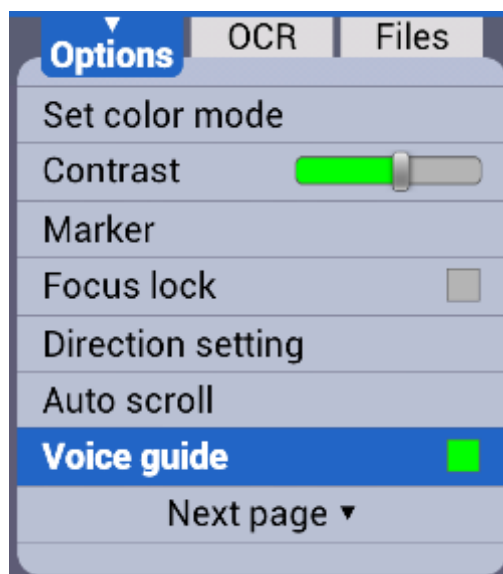 Options OCR Files
Set color mode
Contrast
Marker
Focus lock
Direction setting
Auto scroll
Voice guide
Next page